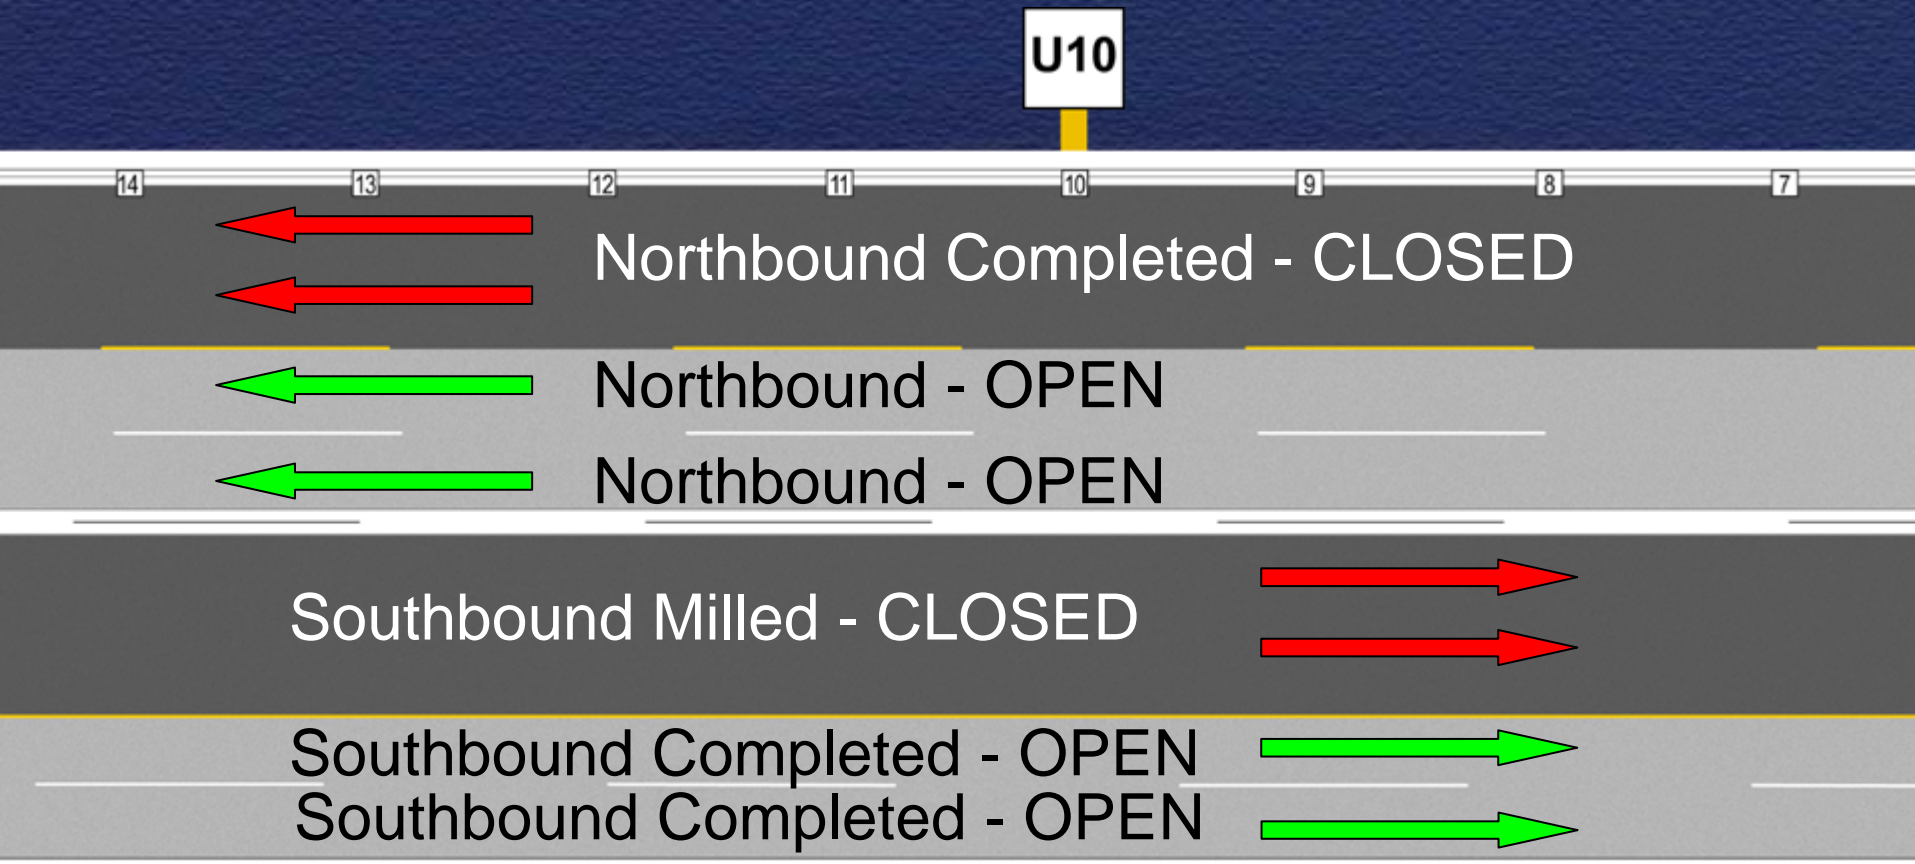 U10
14 13 12 11 10 9 8 7
Northbound Completed - CLOSED
Northbound - OPEN
Northbound - OPEN
Southbound Milled - CLOSED
Southbound Completed - OPEN
Southbound Completed - OPEN